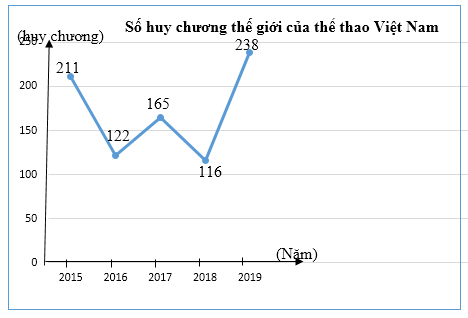 Số huy chương thế giới của thể thao Việt Nam
(huy chương)
250
200
150
100
50
0
211
122
165
116
238
(Năm)
2015 2016 2017 2018 2019